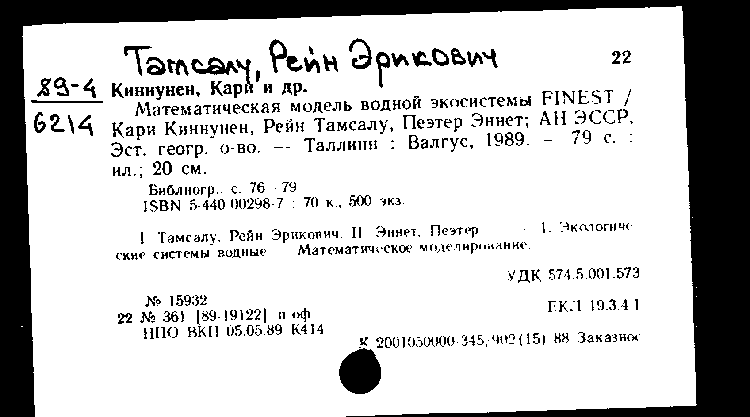 Тамсалу, Рейн Эрикович
22
89-4
6214
Киннунен, Кари и др.
Математическая модель водной экосистемы FINEST /
Кари Киннунен, Рейн Тамсалу, Пеэтер Эннет; АН ЭССР,
Эст. геогр. о-во. — Таллинн : Валгус, 1989. — 79 с. :
ил.; 20 см.
Библиогр.. с. 76 79
ISBN 5-440 00298-7 : 70 к., 500 экз.
I Тамсалу, Рейн Эрикович. II Эннет, Пеэтер 1. Экологиче
ские системы водные Математическое моделирование.
УДК 574.5.001.573
№ 15932
22 № 361 [89-19122] п оф
НПО ВКП 05.05.89 К414
ЕКЛ 19.3.4 1
К 2001050000-345/902(15) 88 Заказное